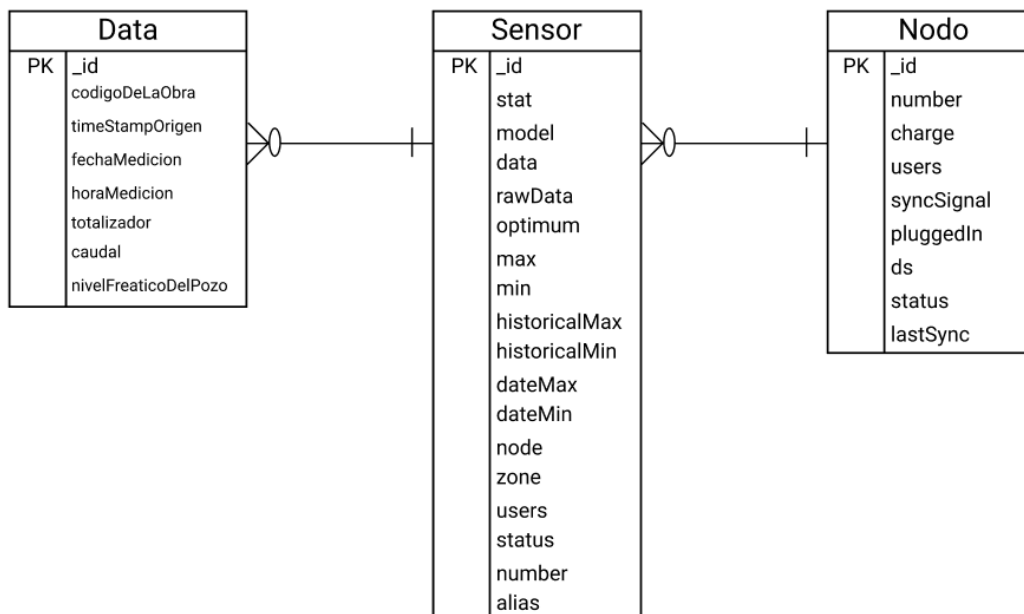 Data
PK _id
codigoDeLaObra
timeStampOrigen
fechaMedicion
horaMedicion
totalizador
caudal
nivelFreaticoDelPozo
Sensor
PK _id
stat
model
data
rawData
optimum
max
min
historicalMax
historicalMin
dateMax
dateMin
node
zone
users
status
number
alias
Nodo
PK _id
number
charge
users
syncSignal
pluggedIn
ds
status
lastSync